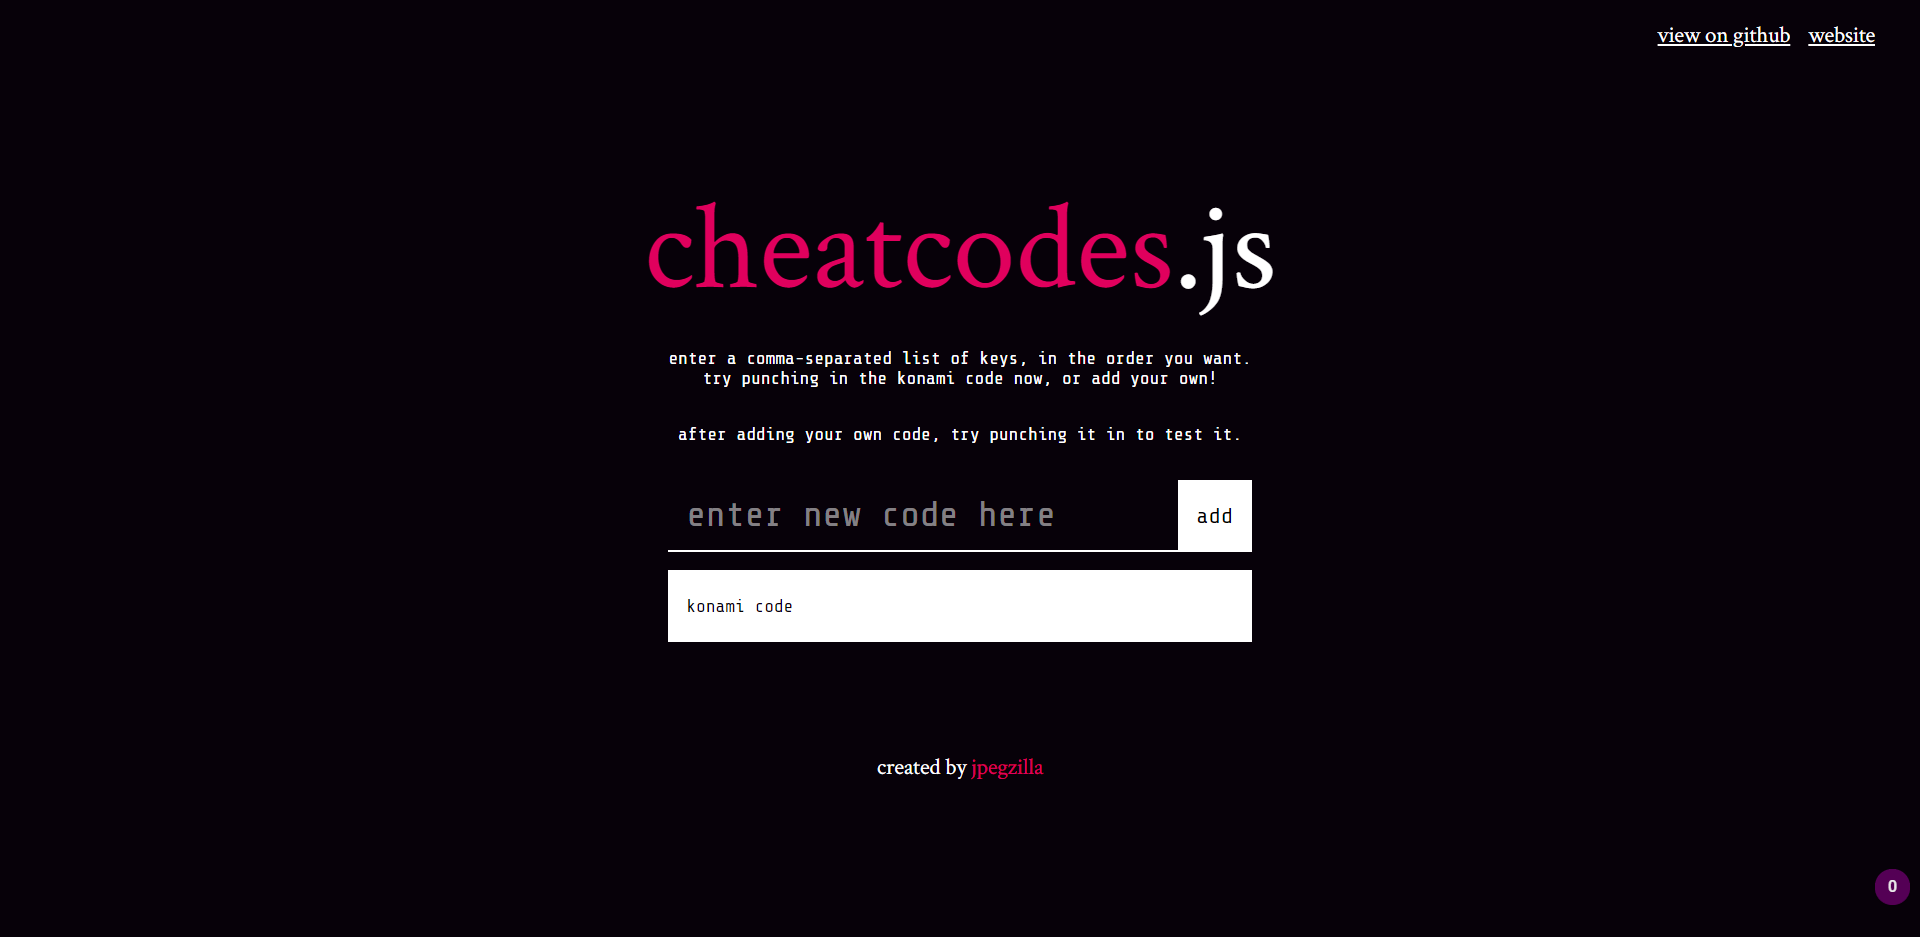 view on github website
cheatcodes.js
enter a comma-separated list of keys, in the order you want.
try punching in the konami code now, or add your own!
after adding your own code, try punching it in to test it.
enter new code here add
konami code
created by jpegzilla
0